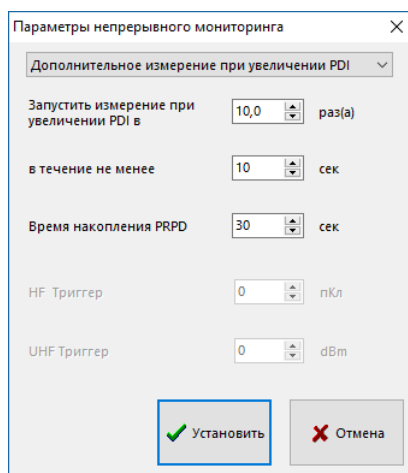 Параметры непрерывного мониторинга
Дополнительное измерение при увеличении PDI
Запустить измерение при
увеличении PDI в
10,0
раз(а)
в течение не менее
10
сек
Время накопления PRPD
30
сек
HF Триггер
0
пКл
UHF Триггер
0
dBm
Установить
Отмена